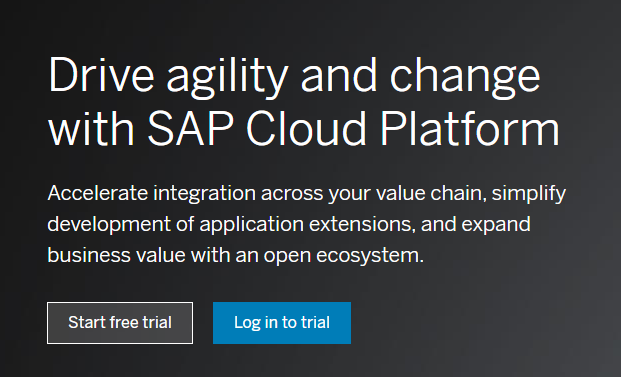 Drive agility and change
with SAP Cloud Platform
Accelerate integration across your value chain, simplify
development of application extensions, and expand
business value with an open ecosystem.
Start free trial
Log in to trial